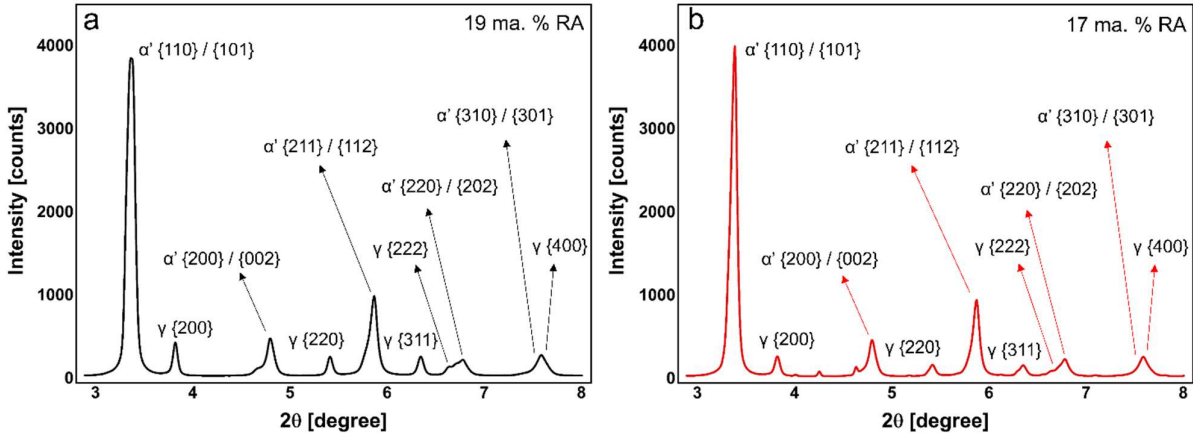 a
19 ma. % RA
Intensity [counts]
4000
3000
2000
1000
0
α' {110} / {101}
γ {200}
α' {200} / {002}
γ {220}
α' {211} / {112}
γ {311}
γ {222}
α' {220} / {202}
α' {310} / {301}
γ {400}
3 4 5 6 7 8
2θ [degree]
b
17 ma. % RA
Intensity [counts]
4000
3000
2000
1000
0
α' {110} / {101}
γ {200}
α' {200} / {002}
γ {220}
α' {211} / {112}
γ {311}
γ {222}
α' {220} / {202}
α' {310} / {301}
γ {400}
3 4 5 6 7 8
2θ [degree]